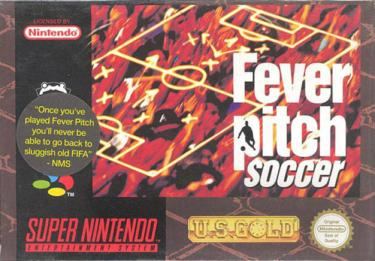 LICENSED BY
Nintendo
"Once you've
played Fever Pitch
you'll never be
able to go back to
sluggish old FIFA"
- NMS
TM
Fever
pitch
soccer
SUPER NINTENDO
ENTERTAINMENT SYSTEM
U.S. GOLD
Original
Nintendo
Seal of
Quality